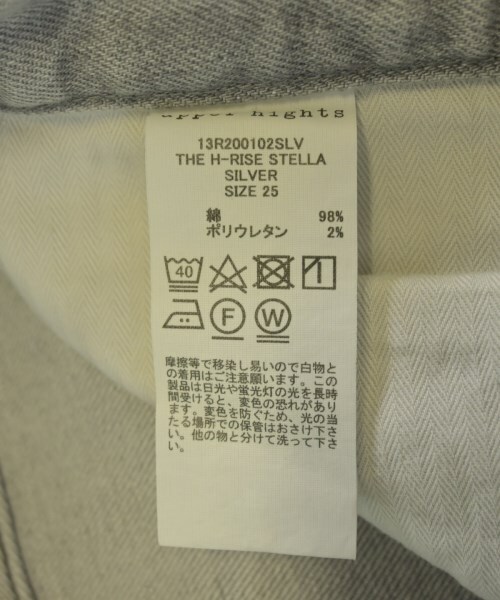 upper hights
13R200102SLV
THE H-RISE STELLA
SILVER
SIZE 25
綿 98%
ポリウレタン 2%
40
F W
摩擦等で移染し易いので白物と
の着用はご注意願います。この
製品は日光や蛍光灯の光を長時
間受けると、変色の恐れがあり
ます。変色を防ぐため、光の当
たる場所での保管はおさけ下さ
い。他の物と分けて洗って下さ
い。